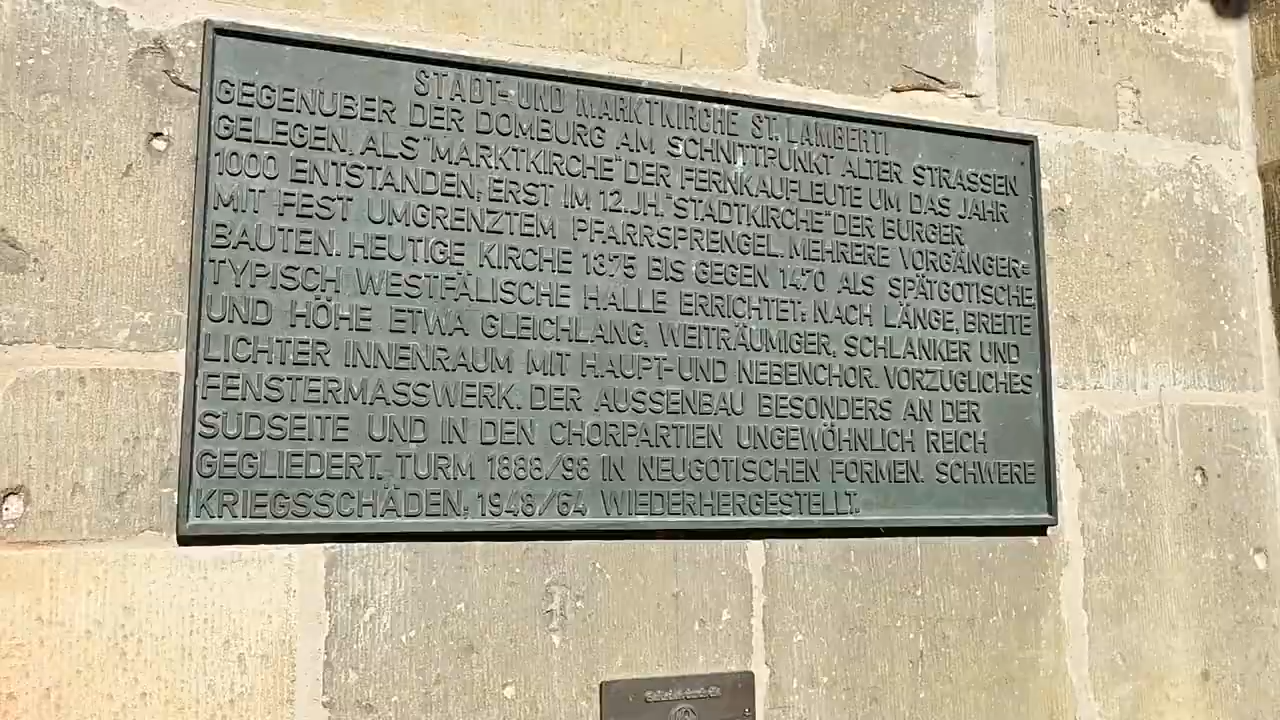 STADT- UND MARKTKIRCHE ST. LAMBERTI
GEGENÜBER DER DOMBURG AM SCHNITTPUNKT ALTER STRASSEN
GELEGEN. ALS "MARKTKIRCHE" DER FERNKAUFLEUTE UM DAS JAHR
1000 ENTSTANDEN; ERST IM 12. JH. "STADTKIRCHE" DER BÜRGER
MIT FEST UMGRENZTEM PFARRSPRENGEL. MEHRERE VORGÄNGER=
BAUTEN. HEUTIGE KIRCHE 1375 BIS GEGEN 1470 ALS SPÄTGOTISCHE
TYPISCH WESTFÄLISCHE HALLE ERRICHTET: NACH LÄNGE, BREITE
UND HÖHE ETWA GLEICHLANG, WEITRÄUMIGER, SCHLANKER UND
LICHTER INNENRAUM MIT HAUPT- UND NEBENCHOR. VORZÜGLICHES
FENSTERMASSWERK. DER AUSSENBAU BESONDERS AN DER
SÜDSEITE UND IN DEN CHORPARTIEN UNGEWÖHNLICH REICH
GEGLIEDERT. TURM 1888/98 IN NEUGOTISCHEN FORMEN. SCHWERE
KRIEGSSCHÄDEN; 1948/64 WIEDERHERGESTELLT.